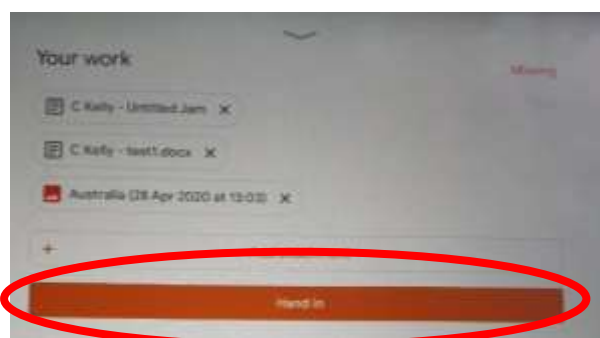 Your work
Missing
C Kelly - Untitled Jam ×
C Kelly - test1.docx ×
Australia (28 Apr 2020 at 13:03) ×
+
Hand in